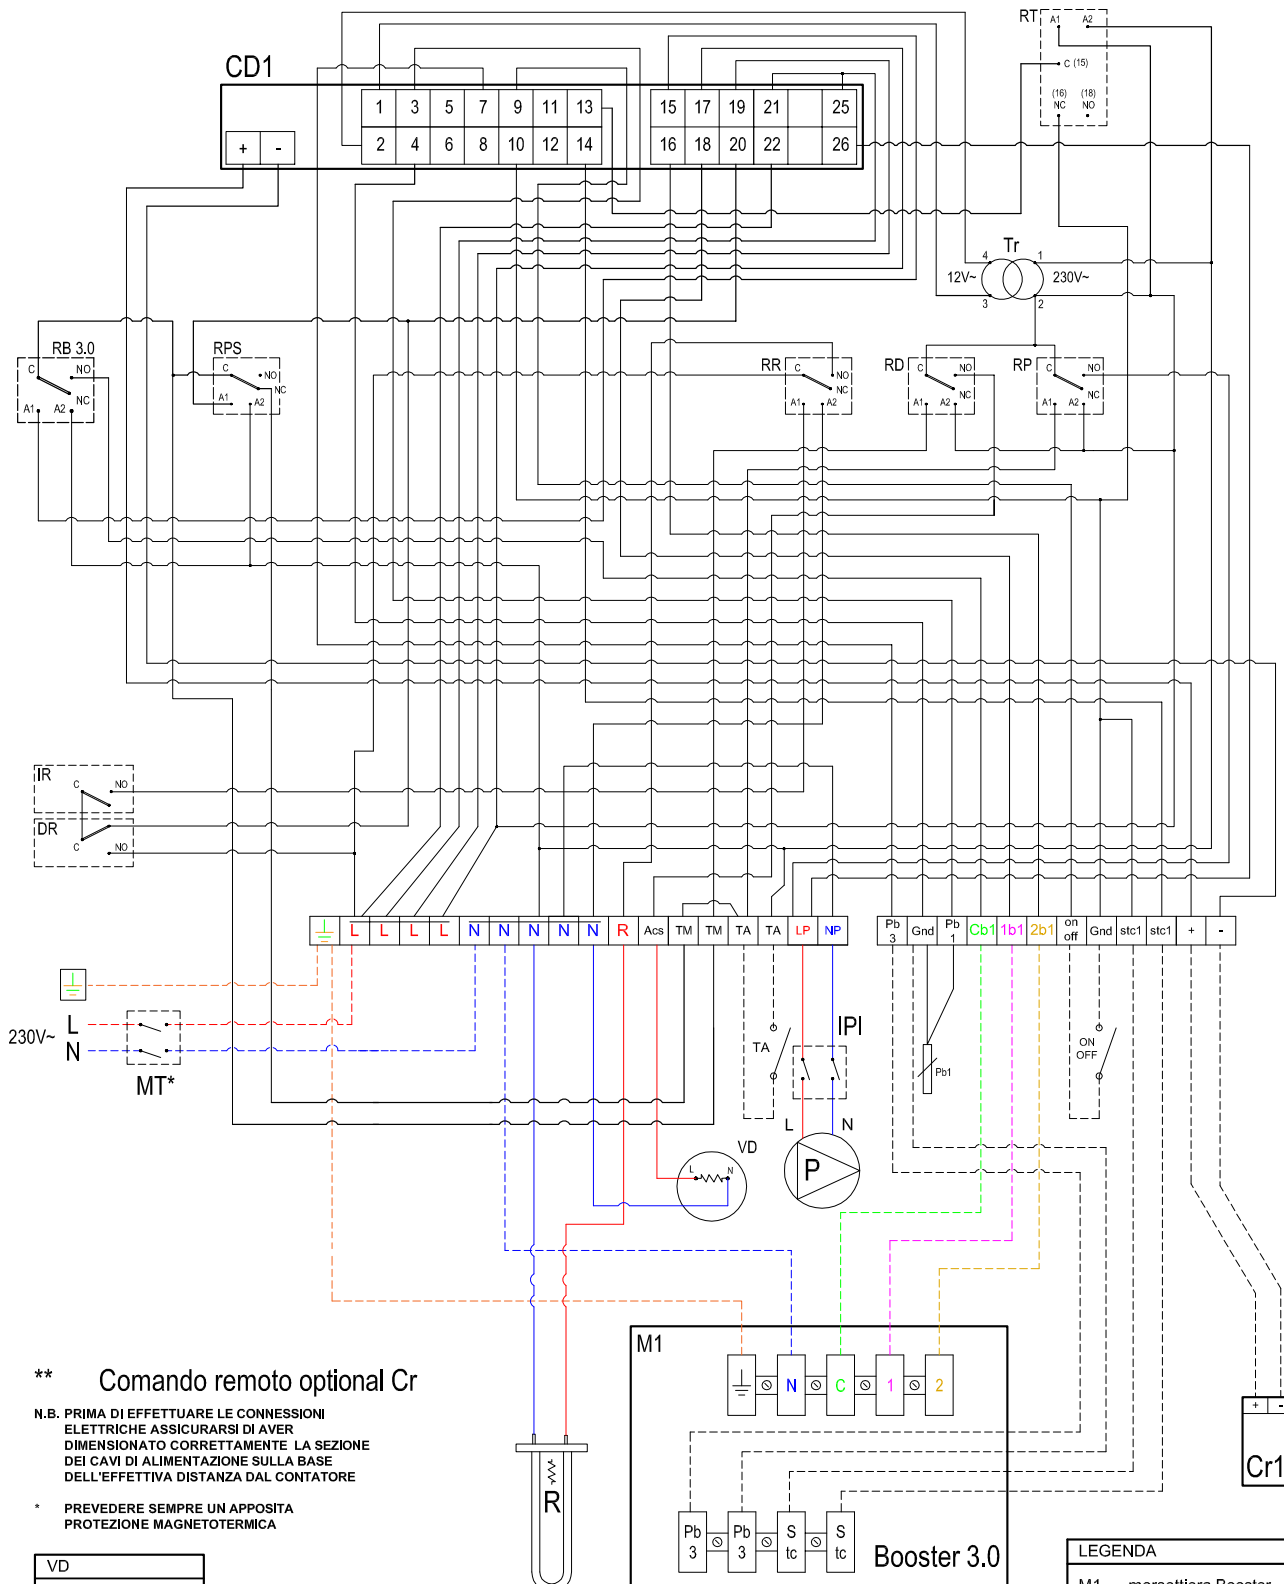 CD1
1 3 5 7 9 11 13 15 17 19 21 25
2 4 6 8 10 12 14 16 18 20 22 26
+ -
RT
A1 A2
C (15)
(16) (18)
NC NO
Tr
4 1
12V~ 230V~
3 2
RB 3.0
C NO
NC
A1 A2
RPS
C NO
NC
A1 A2
RR
C NO
NC
A1 A2
RD
C NO
NC
A1 A2
RP
C NO
NC
A1 A2
IR
C NO
DR
C NO
L L L L N N N N N R Acs TM TM TA TA LP NP
Pb 3 Gnd Pb 1 Cb1 1b1 2b1 on off Gnd stc1 stc1 + -
230V~
L
N
MT*
TA
IPI
L N
P
VD
L N
Pb1
ON
OFF
M1
N C 1 2
Pb 3 Pb 3 S tc S tc
Booster 3.0
R
+ -
Cr1
** Comando remoto optional Cr
N.B. PRIMA DI EFFETTUARE LE CONNESSIONI
ELETTRICHE ASSICURARSI DI AVER
DIMENSIONATO CORRETTAMENTE LA SEZIONE
DEI CAVI DI ALIMENTAZIONE SULLA BASE
DELL'EFFETTIVA DISTANZA DAL CONTATORE
* PREVEDERE SEMPRE UN APPOSITA
PROTEZIONE MAGNETOTERMICA
VD
LEGENDA
M1 morsettiera Booster